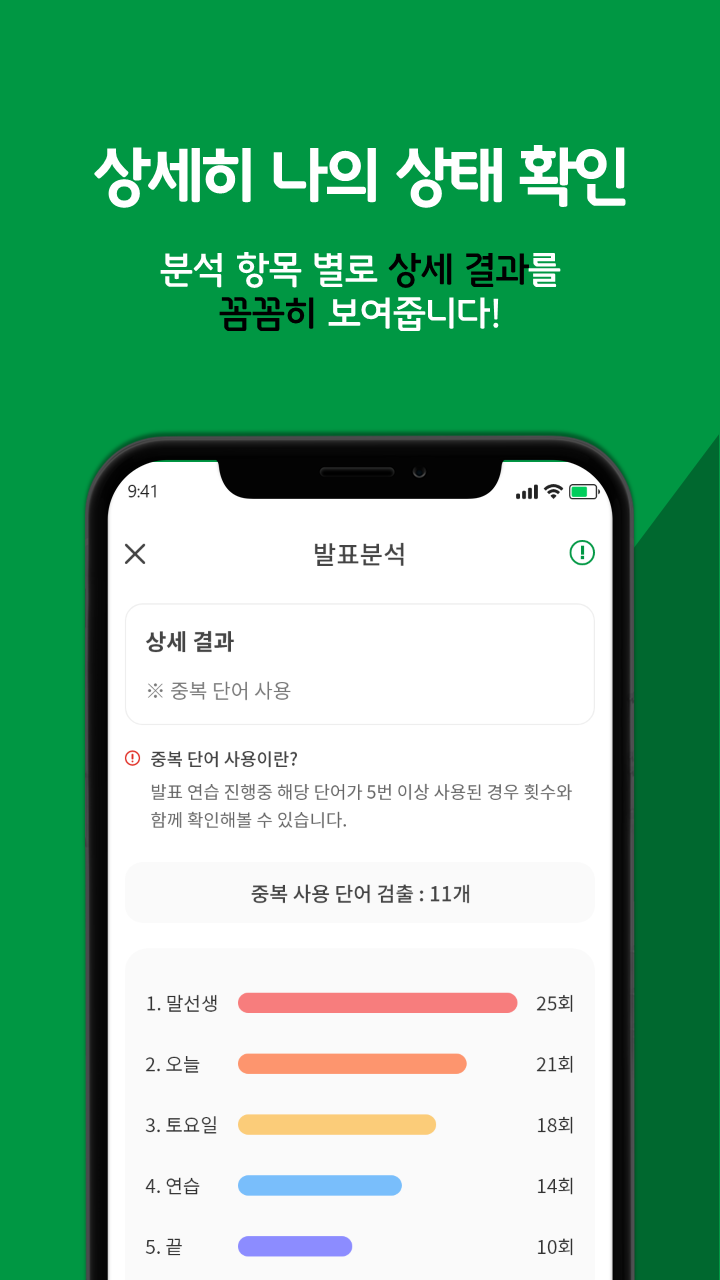 상세히 나의 상태 확인
분석 항목 별로 상세 결과를
꼼꼼히 보여줍니다!
9:41
발표분석
상세 결과
※ 중복 단어 사용
중복 단어 사용이란?
발표 연습 진행중 해당 단어가 5번 이상 사용된 경우 횟수와
함께 확인해볼 수 있습니다.
중복 사용 단어 검출 : 11개
1. 말선생 25회
2. 오늘 21회
3. 토요일 18회
4. 연습 14회
5. 끝 10회